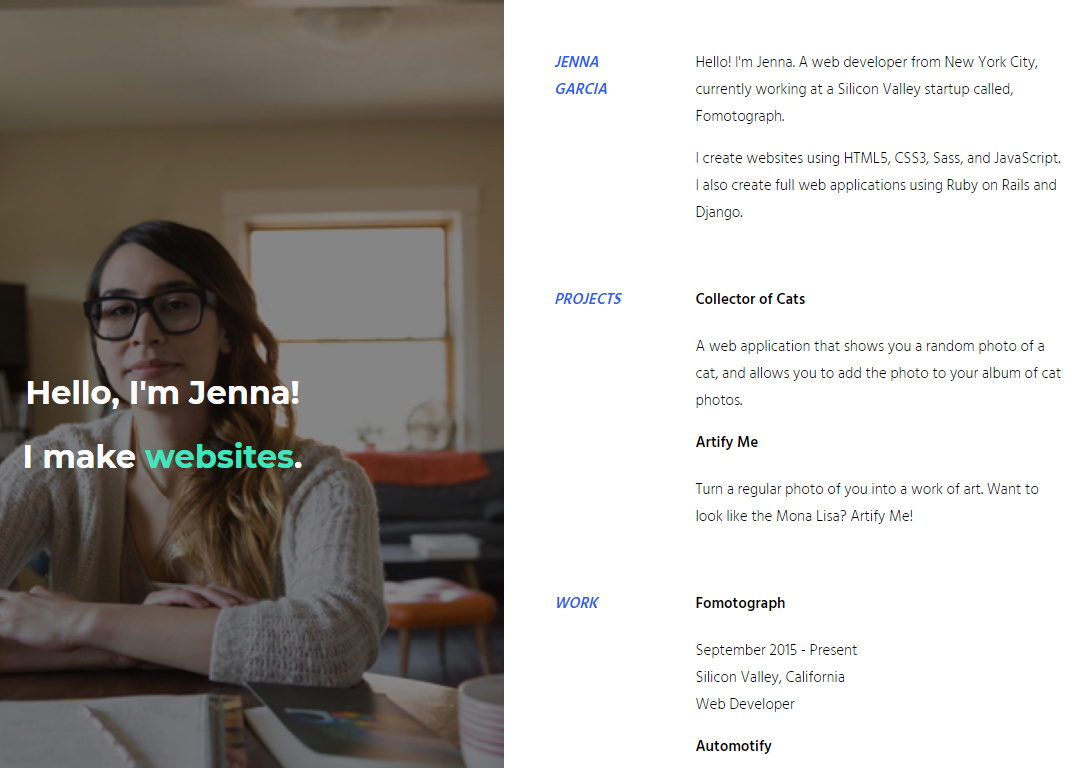 Hello, I'm Jenna!
I make websites.
JENNA
GARCIA
Hello! I'm Jenna. A web developer from New York City,
currently working at a Silicon Valley startup called,
Fomotograph.
I create websites using HTML5, CSS3, Sass, and JavaScript.
I also create full web applications using Ruby on Rails and
Django.
PROJECTS
Collector of Cats
A web application that shows you a random photo of a
cat, and allows you to add the photo to your album of cat
photos.
Artify Me
Turn a regular photo of you into a work of art. Want to
look like the Mona Lisa? Artify Me!
WORK
Fomotograph
September 2015 - Present
Silicon Valley, California
Web Developer
Automotify